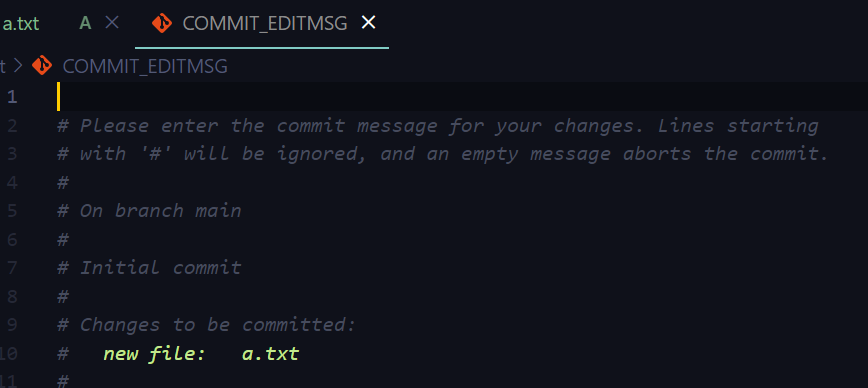 a.txt A COMMIT_EDITMSG
t > COMMIT_EDITMSG
1
2 # Please enter the commit message for your changes. Lines starting
3 # with '#' will be ignored, and an empty message aborts the commit.
4 #
5 # On branch main
6 #
7 # Initial commit
8 #
9 # Changes to be committed:
10 #   new file:   a.txt
11 #